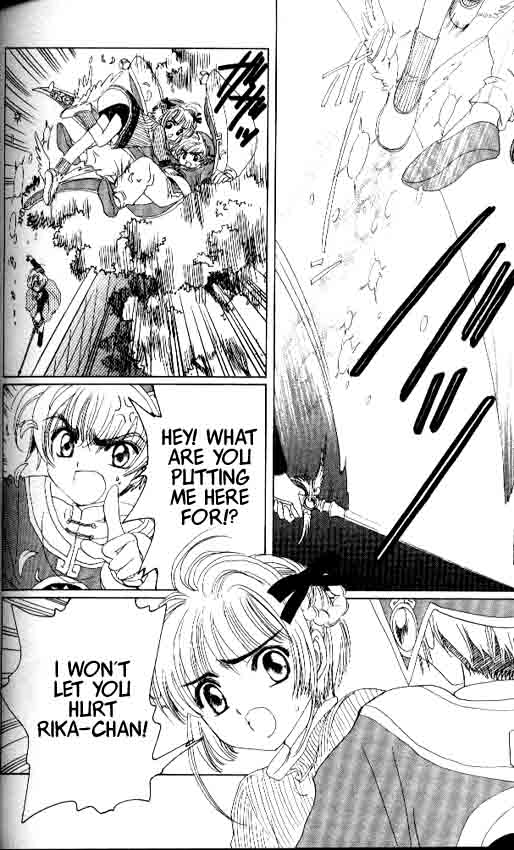 HEY! WHAT
ARE YOU
PUTTING
ME HERE
FOR!?
I WON'T
LET YOU
HURT
RIKA-CHAN!